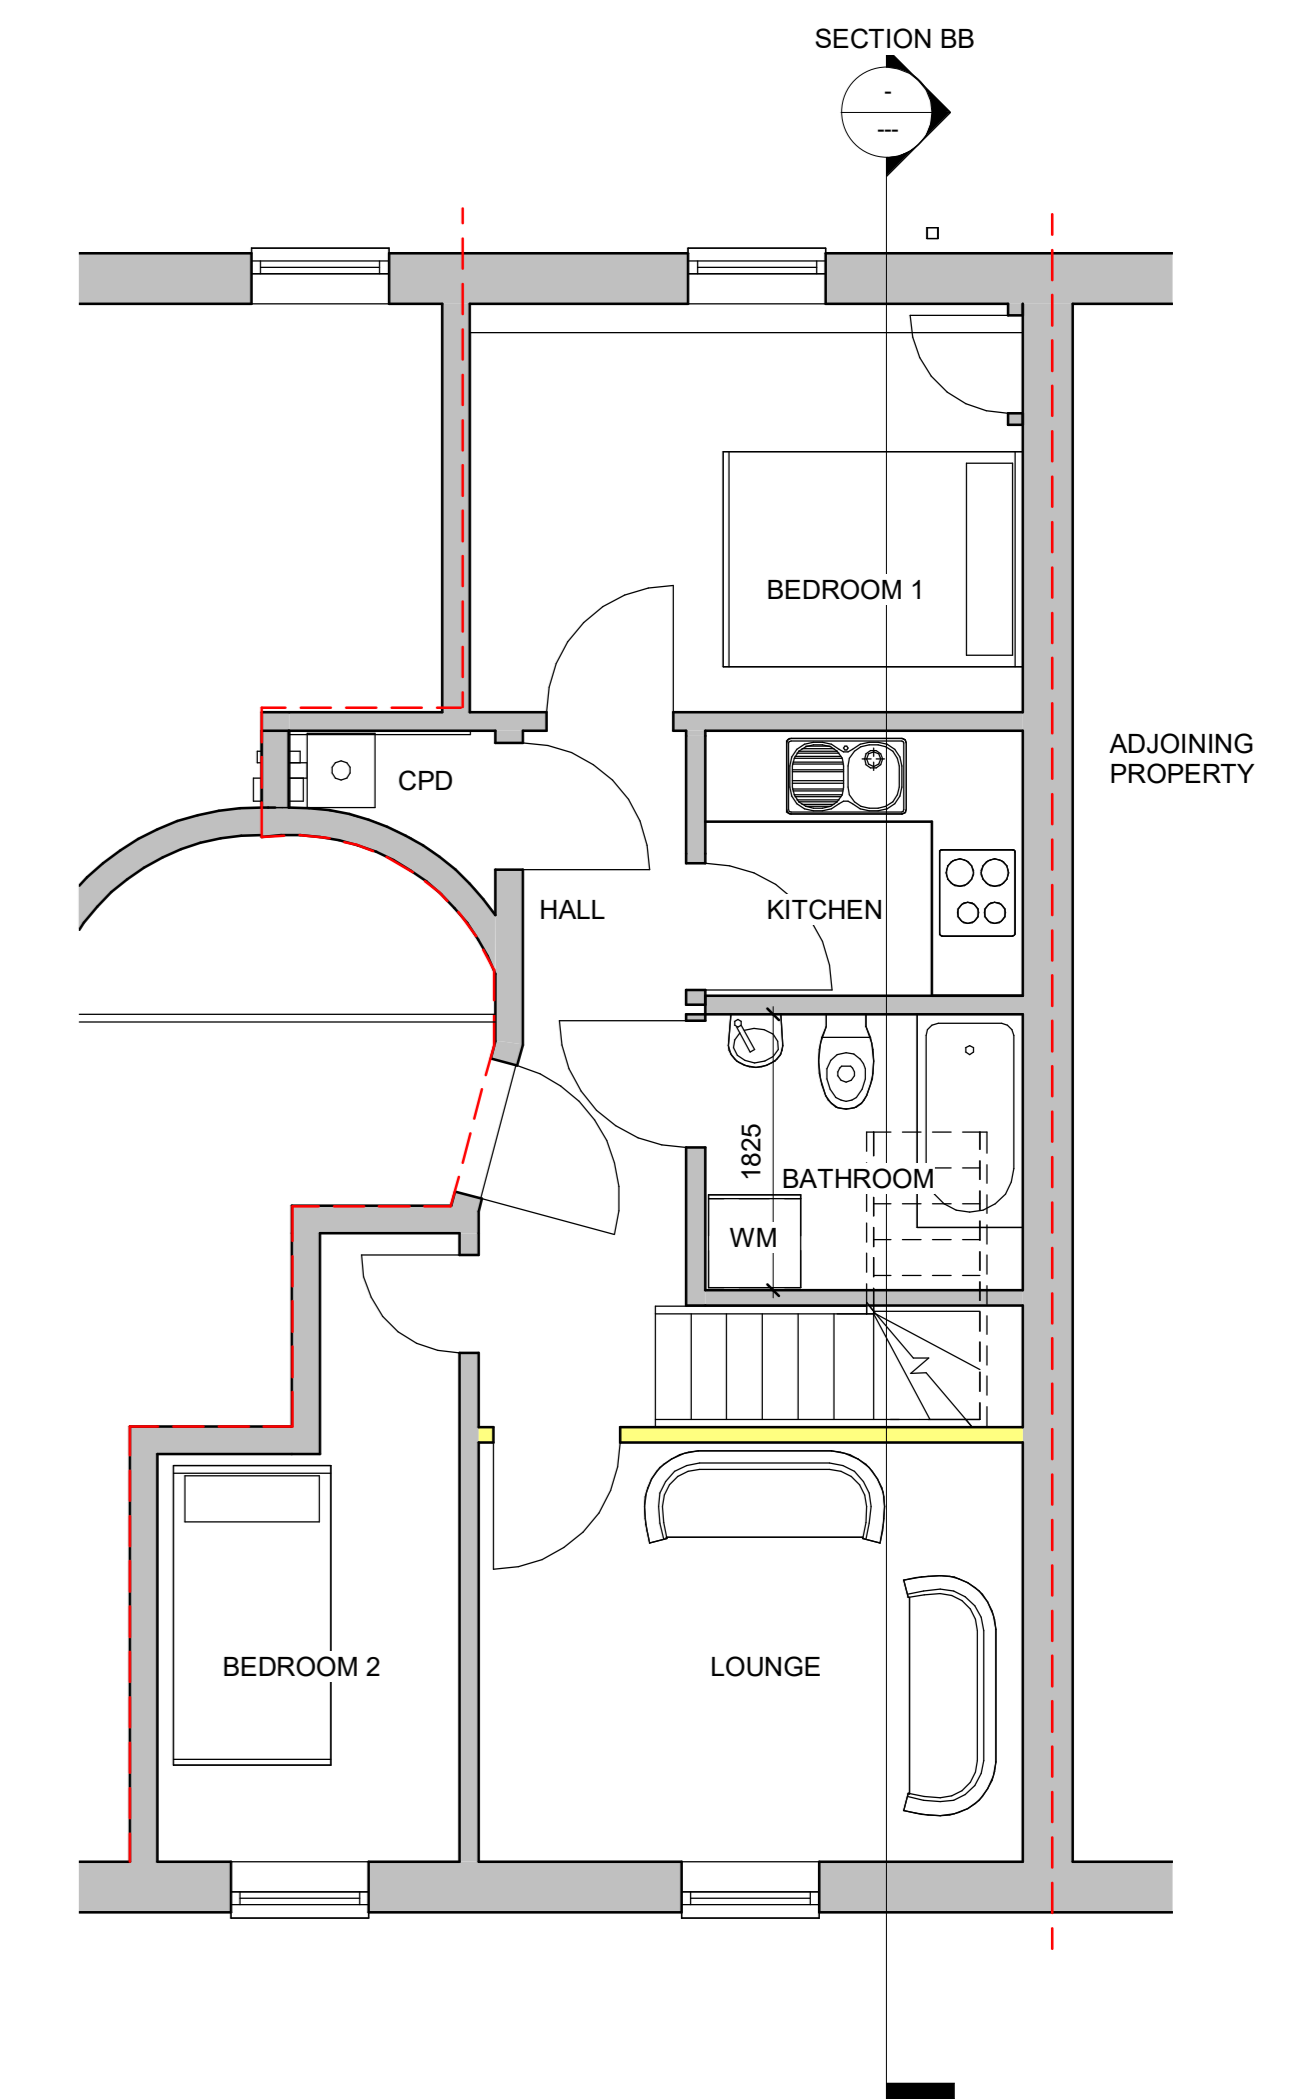 SECTION BB
-
---
BEDROOM 1
ADJOINING
PROPERTY
CPD
HALL
KITCHEN
1825
BATHROOM
WM
BEDROOM 2
LOUNGE